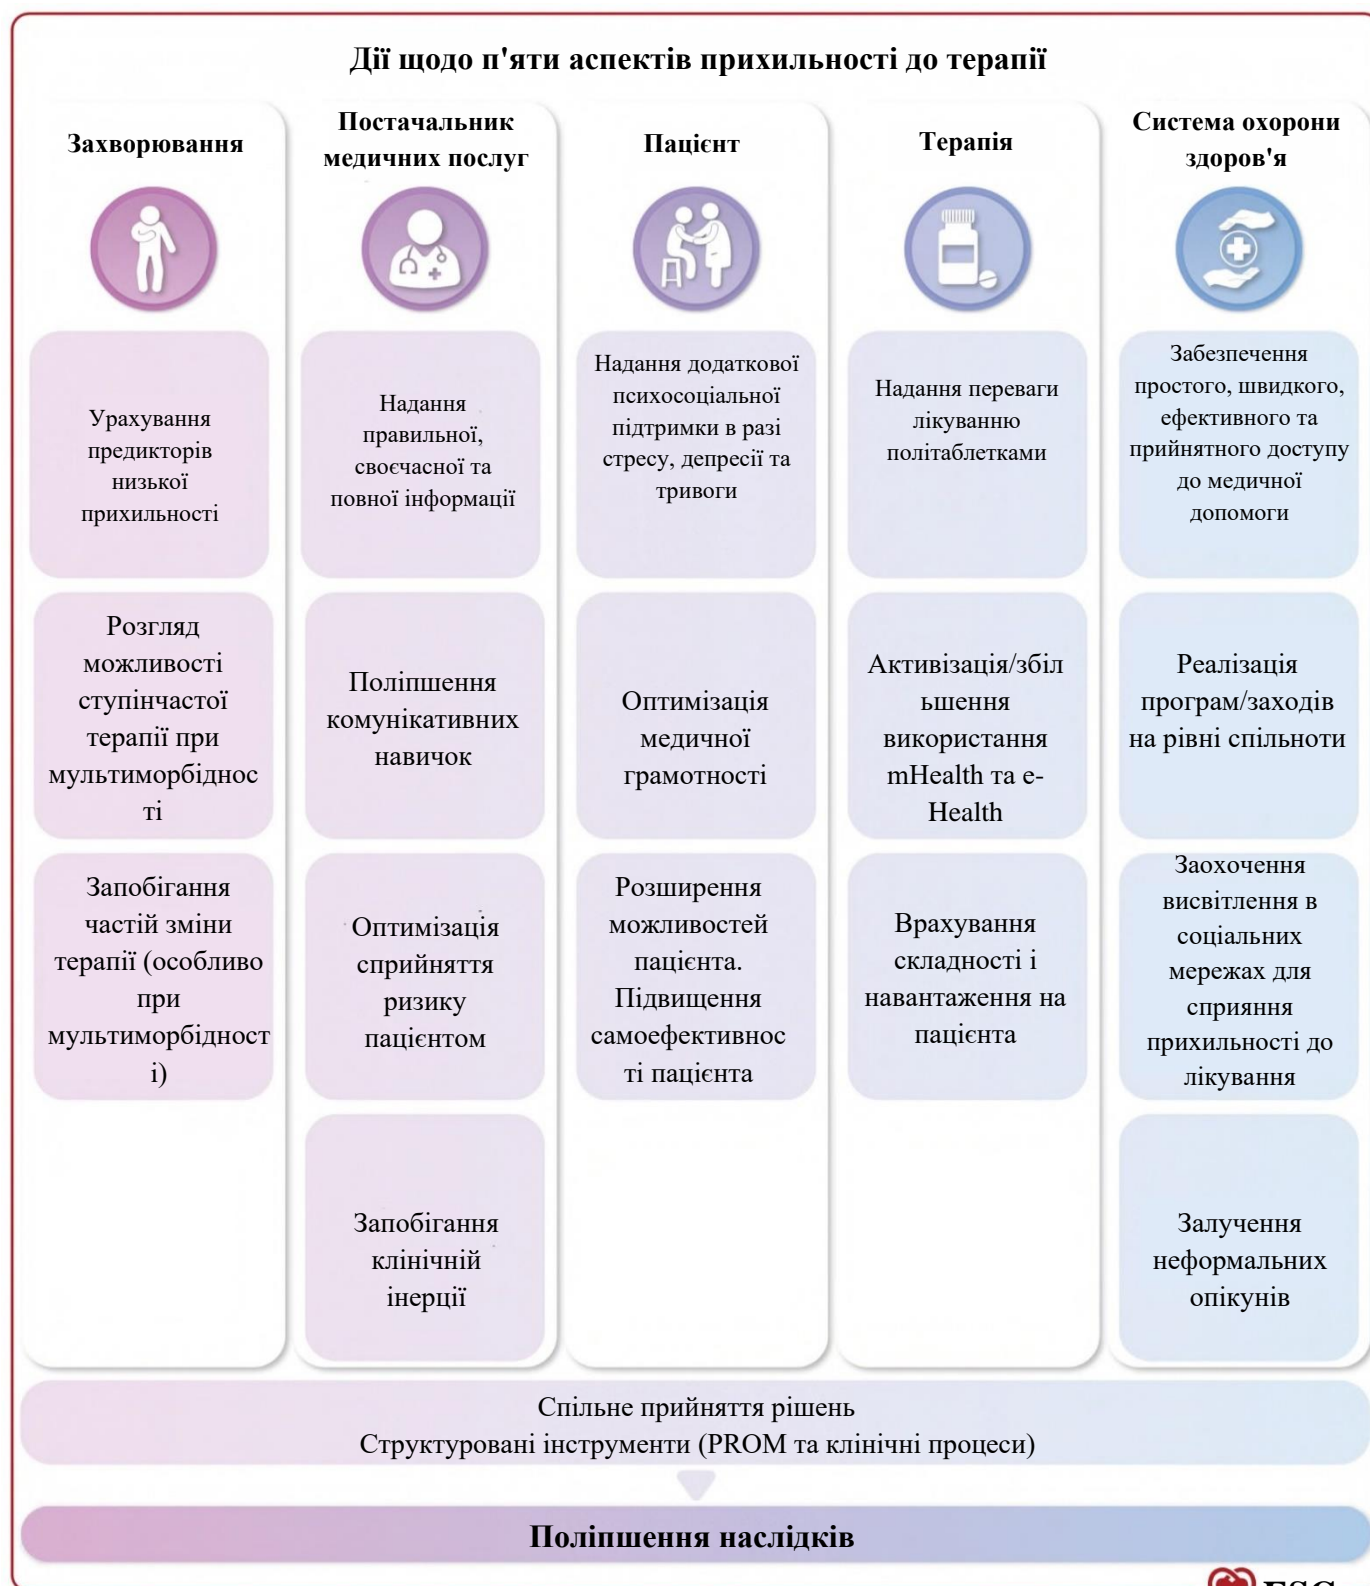 Дії щодо п'яти аспектів прихильності до терапії
Захворювання
Урахування
предикторів
низької
прихильності
Розгляд
можливості
ступінчастої
терапії при
мультиморбіднос
ті
Запобігання
частій зміни
терапії (особливо
при
мультиморбідност
і)
Постачальник
медичних послуг
Надання
правильної,
своєчасної та
повної інформації
Поліпшення
комунікативних
навичок
Оптимізація
сприйняття
ризику
пацієнтом
Запобігання
клінічній
інерції
Пацієнт
Надання додаткової
психосоціальної
підтримки в разі
стресу, депресії та
тривоги
Оптимізація
медичної
грамотності
Розширення
можливостей
пацієнта.
Підвищення
самоефективнос
ті пацієнта
Терапія
Надання переваги
лікуванню
політаблетками
Активізація/збіл
ьшення
використання
mHealth та e-
Health
Врахування
складності і
навантаження на
пацієнта
Система охорони
здоров'я
Забезпечення
простого, швидкого,
ефективного та
прийнятного доступу
до медичної
допомоги
Реалізація
програм/заходів
на рівні спільноти
Заохочення
висвітлення в
соціальних
мережах для
сприяння
прихильності до
лікування
Залучення
неформальних
опікунів
Спільне прийняття рішень
Структуровані інструменти (PROM та клінічні процеси)
Поліпшення наслідків
ESC